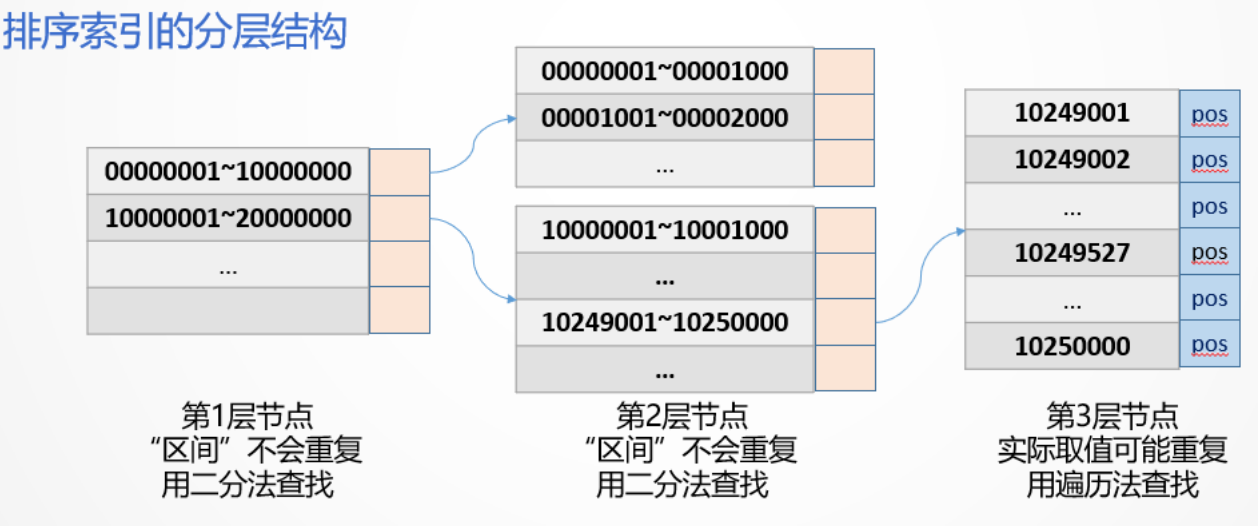 排序索引的分层结构
00000001~10000000
10000001~20000000
...
00000001~00001000
00001001~00002000
...
10000001~10001000
...
10249001~10250000
...
10249001 pos
10249002 pos
... pos
10249527 pos
... pos
10250000 pos
第1层节点
“区间”不会重复
用二分法查找
第2层节点
“区间”不会重复
用二分法查找
第3层节点
实际取值可能重复
用遍历法查找